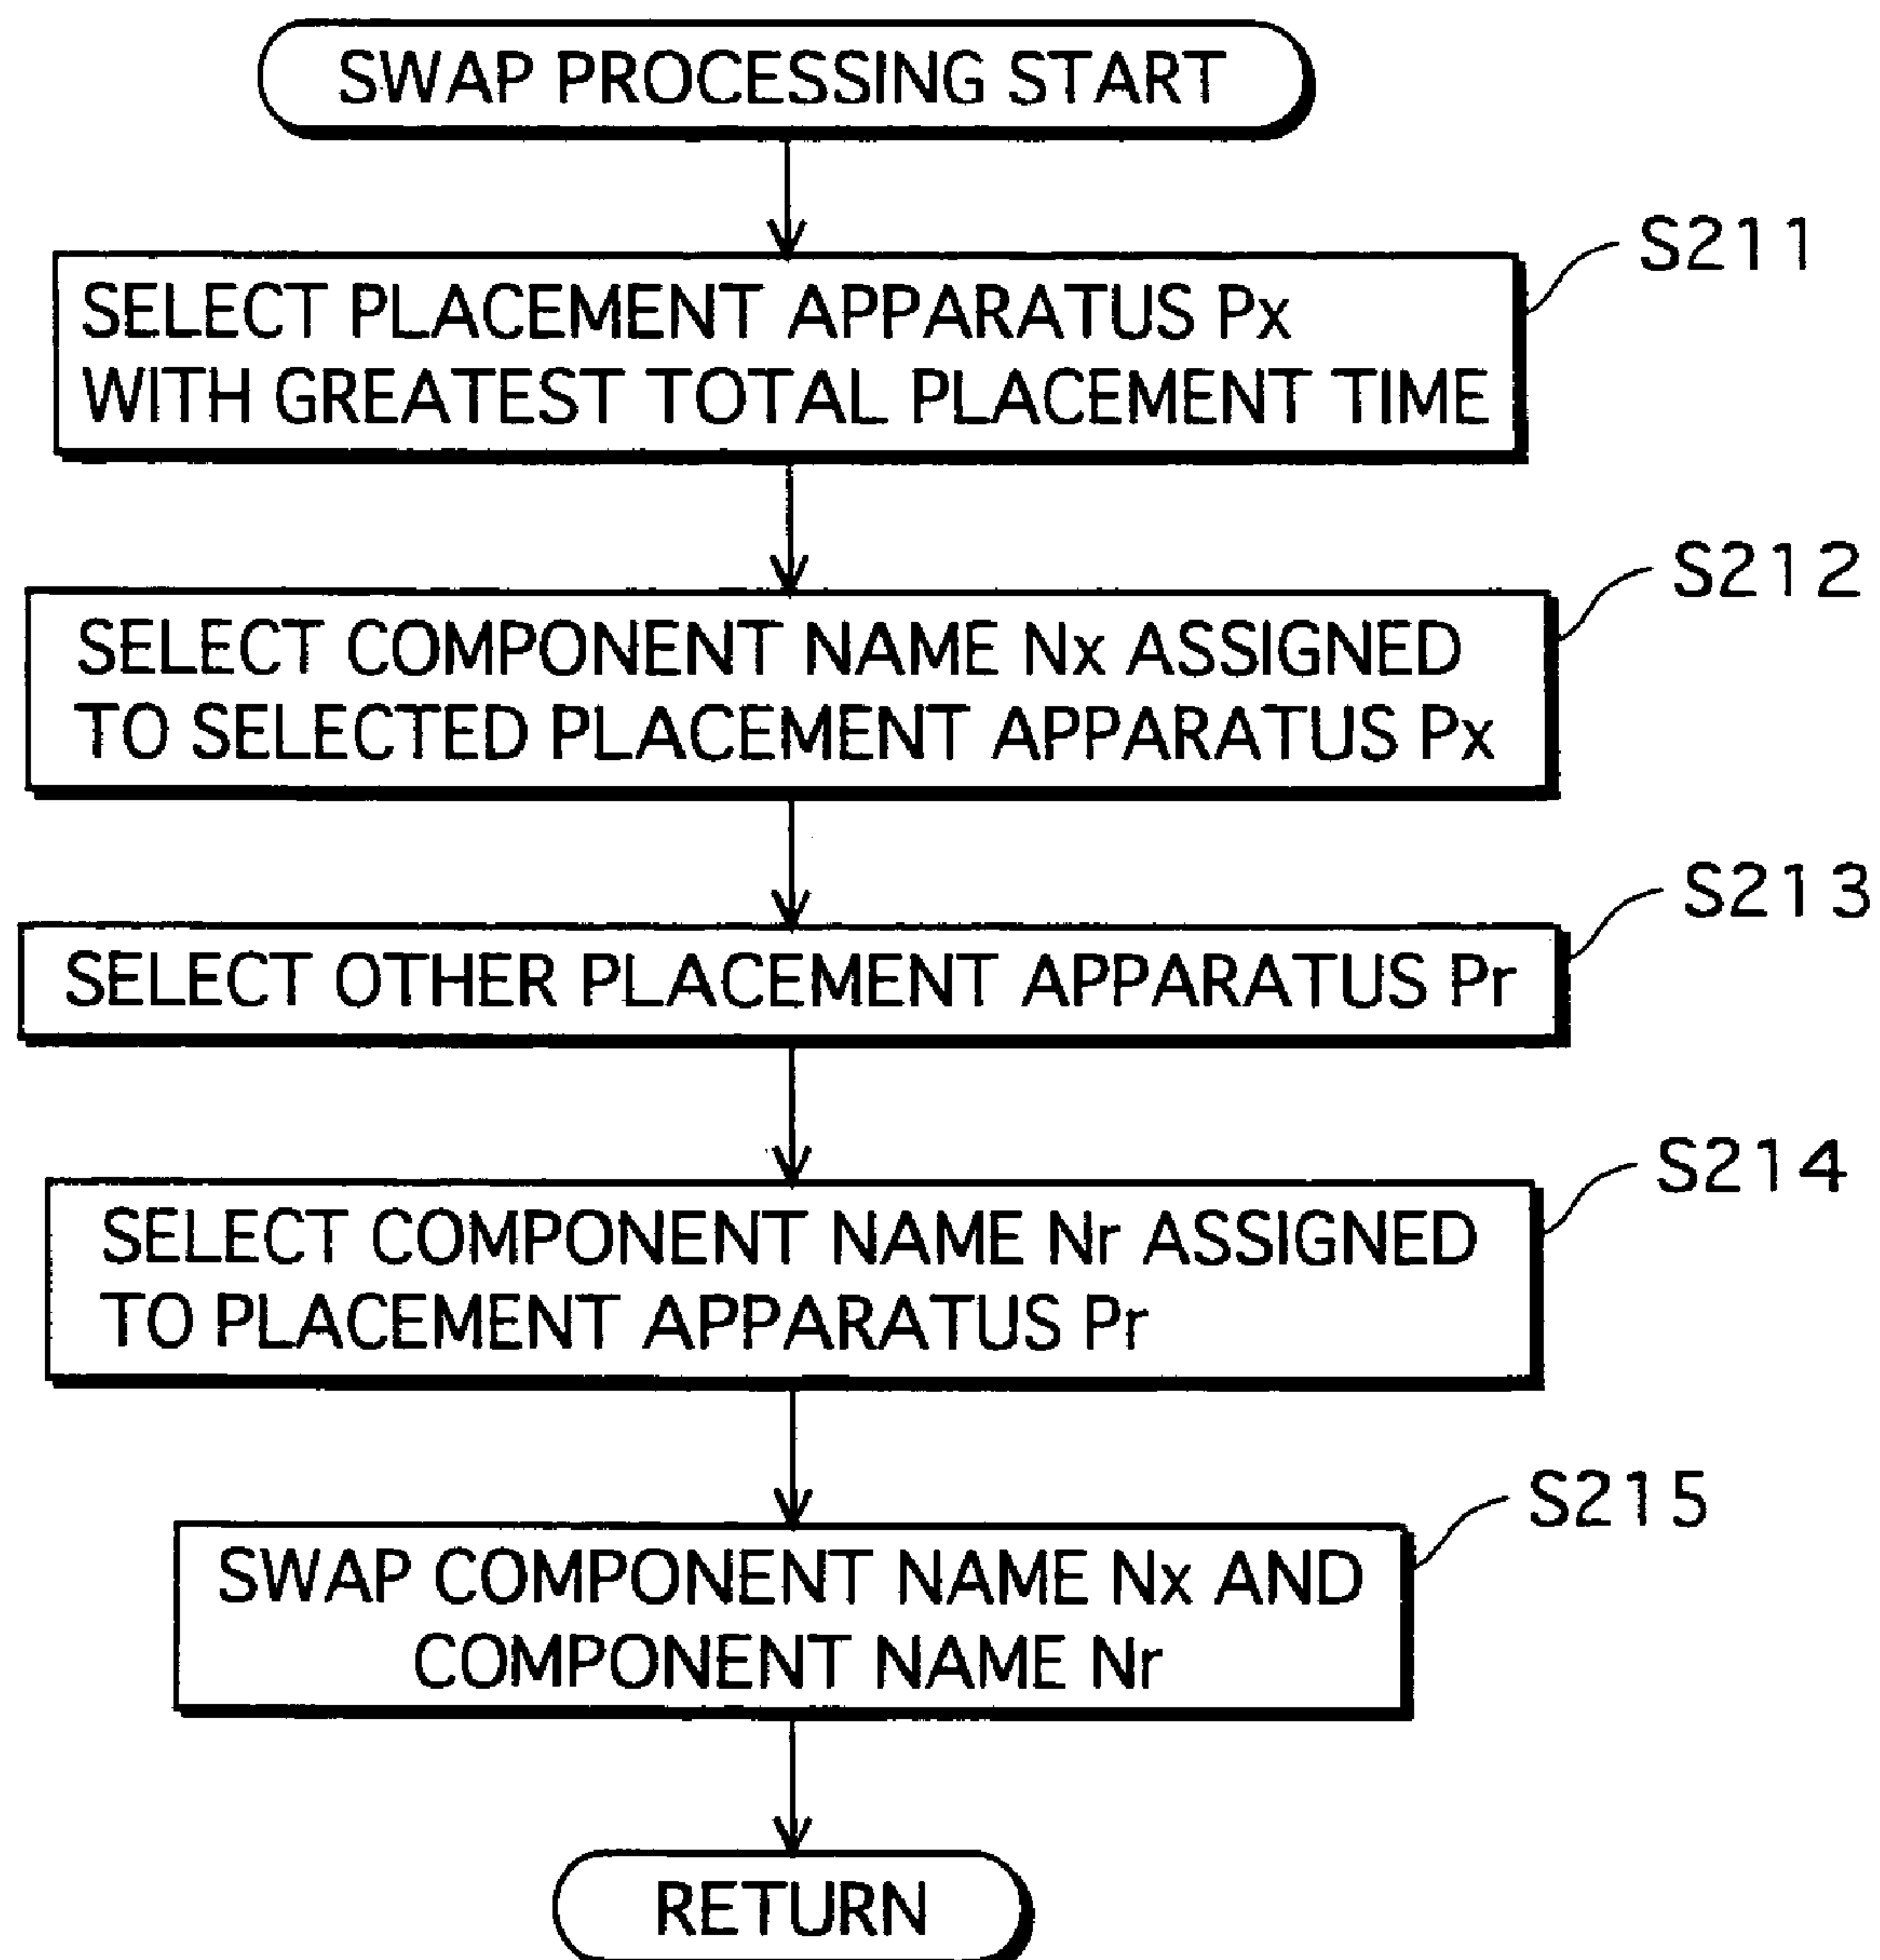 SWAP PROCESSING START
S211
SELECT PLACEMENT APPARATUS Px
WITH GREATEST TOTAL PLACEMENT TIME
S212
SELECT COMPONENT NAME Nx ASSIGNED
TO SELECTED PLACEMENT APPARATUS Px
S213
SELECT OTHER PLACEMENT APPARATUS Pr
S214
SELECT COMPONENT NAME Nr ASSIGNED
TO PLACEMENT APPARATUS Pr
S215
SWAP COMPONENT NAME Nx AND
COMPONENT NAME Nr
RETURN